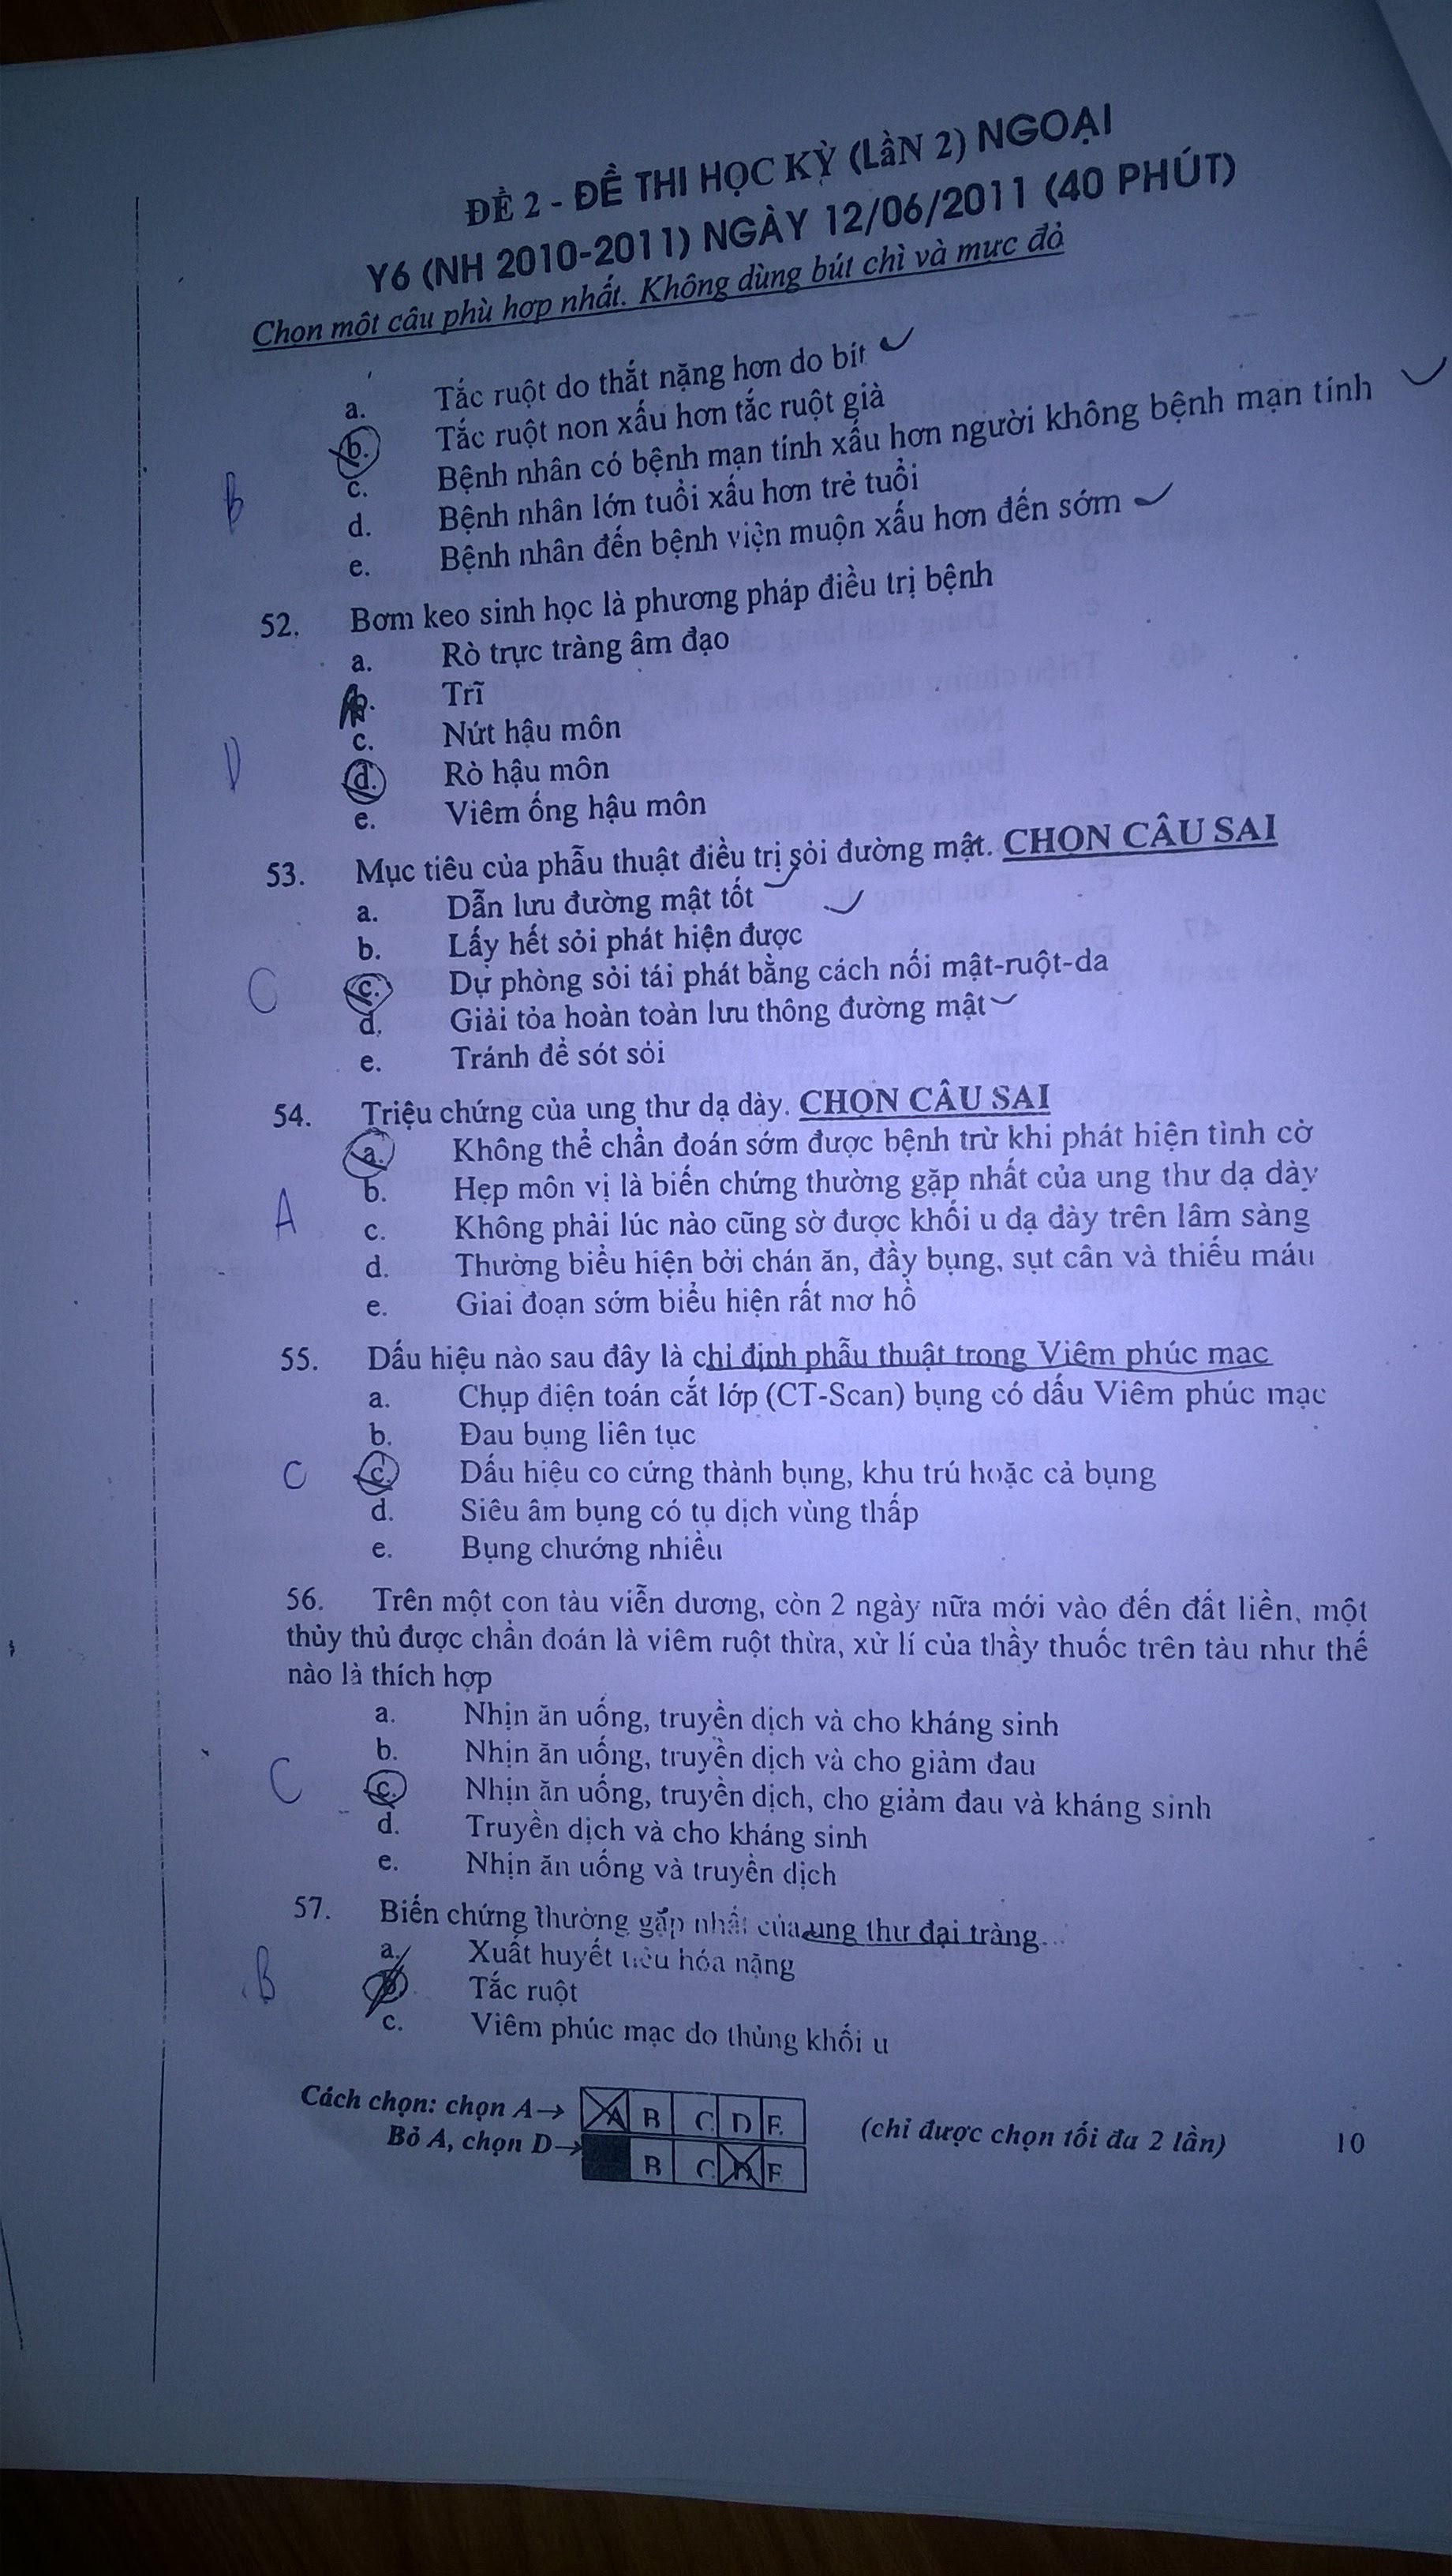 ĐỀ 2 - ĐỀ THI HỌC KỲ (LẦN 2) NGOẠI
Y6 (NH 2010-2011) NGÀY 12/06/2011 (40 PHÚT)
Chọn một câu phù hợp nhất. Không dùng bút chì và mực đỏ
a. Tắc ruột do thắt nặng hơn do bít
b. Tắc ruột non xấu hơn tắc ruột già
B
c. Bệnh nhân có bệnh mạn tính xấu hơn người không bệnh mạn tính
d. Bệnh nhân lớn tuổi xấu hơn trẻ tuổi
e. Bệnh nhân đến bệnh viện muộn xấu hơn đến sớm
52. Bơm keo sinh học là phương pháp điều trị bệnh
a. Rò trực tràng âm đạo
b. Trĩ
c. Nứt hậu môn
D
d. Rò hậu môn
e. Viêm ống hậu môn
53. Mục tiêu của phẫu thuật điều trị sỏi đường mật. CHỌN CÂU SAI
a. Dẫn lưu đường mật tốt
b. Lấy hết sỏi phát hiện được
C
c. Dự phòng sỏi tái phát bằng cách nối mật-ruột-da
d. Giải tỏa hoàn toàn lưu thông đường mật
e. Tránh để sót sỏi
54. Triệu chứng của ung thư dạ dày. CHỌN CÂU SAI
a. Không thể chẩn đoán sớm được bệnh trừ khi phát hiện tình cờ
b. Hẹp môn vị là biến chứng thường gặp nhất của ung thư dạ dày
A
c. Không phải lúc nào cũng sờ được khối u dạ dày trên lâm sàng
d. Thường biểu hiện bởi chán ăn, đầy bụng, sụt cân và thiếu máu
e. Giai đoạn sớm biểu hiện rất mơ hồ
55. Dấu hiệu nào sau đây là chỉ định phẫu thuật trong Viêm phúc mạc
a. Chụp điện toán cắt lớp (CT-Scan) bụng có dấu Viêm phúc mạc
b. Đau bụng liên tục
C
c. Dấu hiệu co cứng thành bụng, khu trú hoặc cả bụng
d. Siêu âm bụng có tụ dịch vùng thấp
e. Bụng chướng nhiều
56. Trên một con tàu viễn dương, còn 2 ngày nữa mới vào đến đất liền, một
thủy thủ được chẩn đoán là viêm ruột thừa, xử lí của thầy thuốc trên tàu như thế
nào là thích hợp
a. Nhịn ăn uống, truyền dịch và cho kháng sinh
b. Nhịn ăn uống, truyền dịch và cho giảm đau
C
c. Nhịn ăn uống, truyền dịch, cho giảm đau và kháng sinh
d. Truyền dịch và cho kháng sinh
e. Nhịn ăn uống và truyền dịch
57. Biến chứng thường gặp nhất của ung thư đại tràng
a. Xuất huyết tiêu hóa nặng
B
b. Tắc ruột
c. Viêm phúc mạc do thủng khối u
Cách chọn: chọn A→ A B C D E
Bỏ A, chọn D→ B C D E
(chỉ được chọn tối đa 2 lần)
10